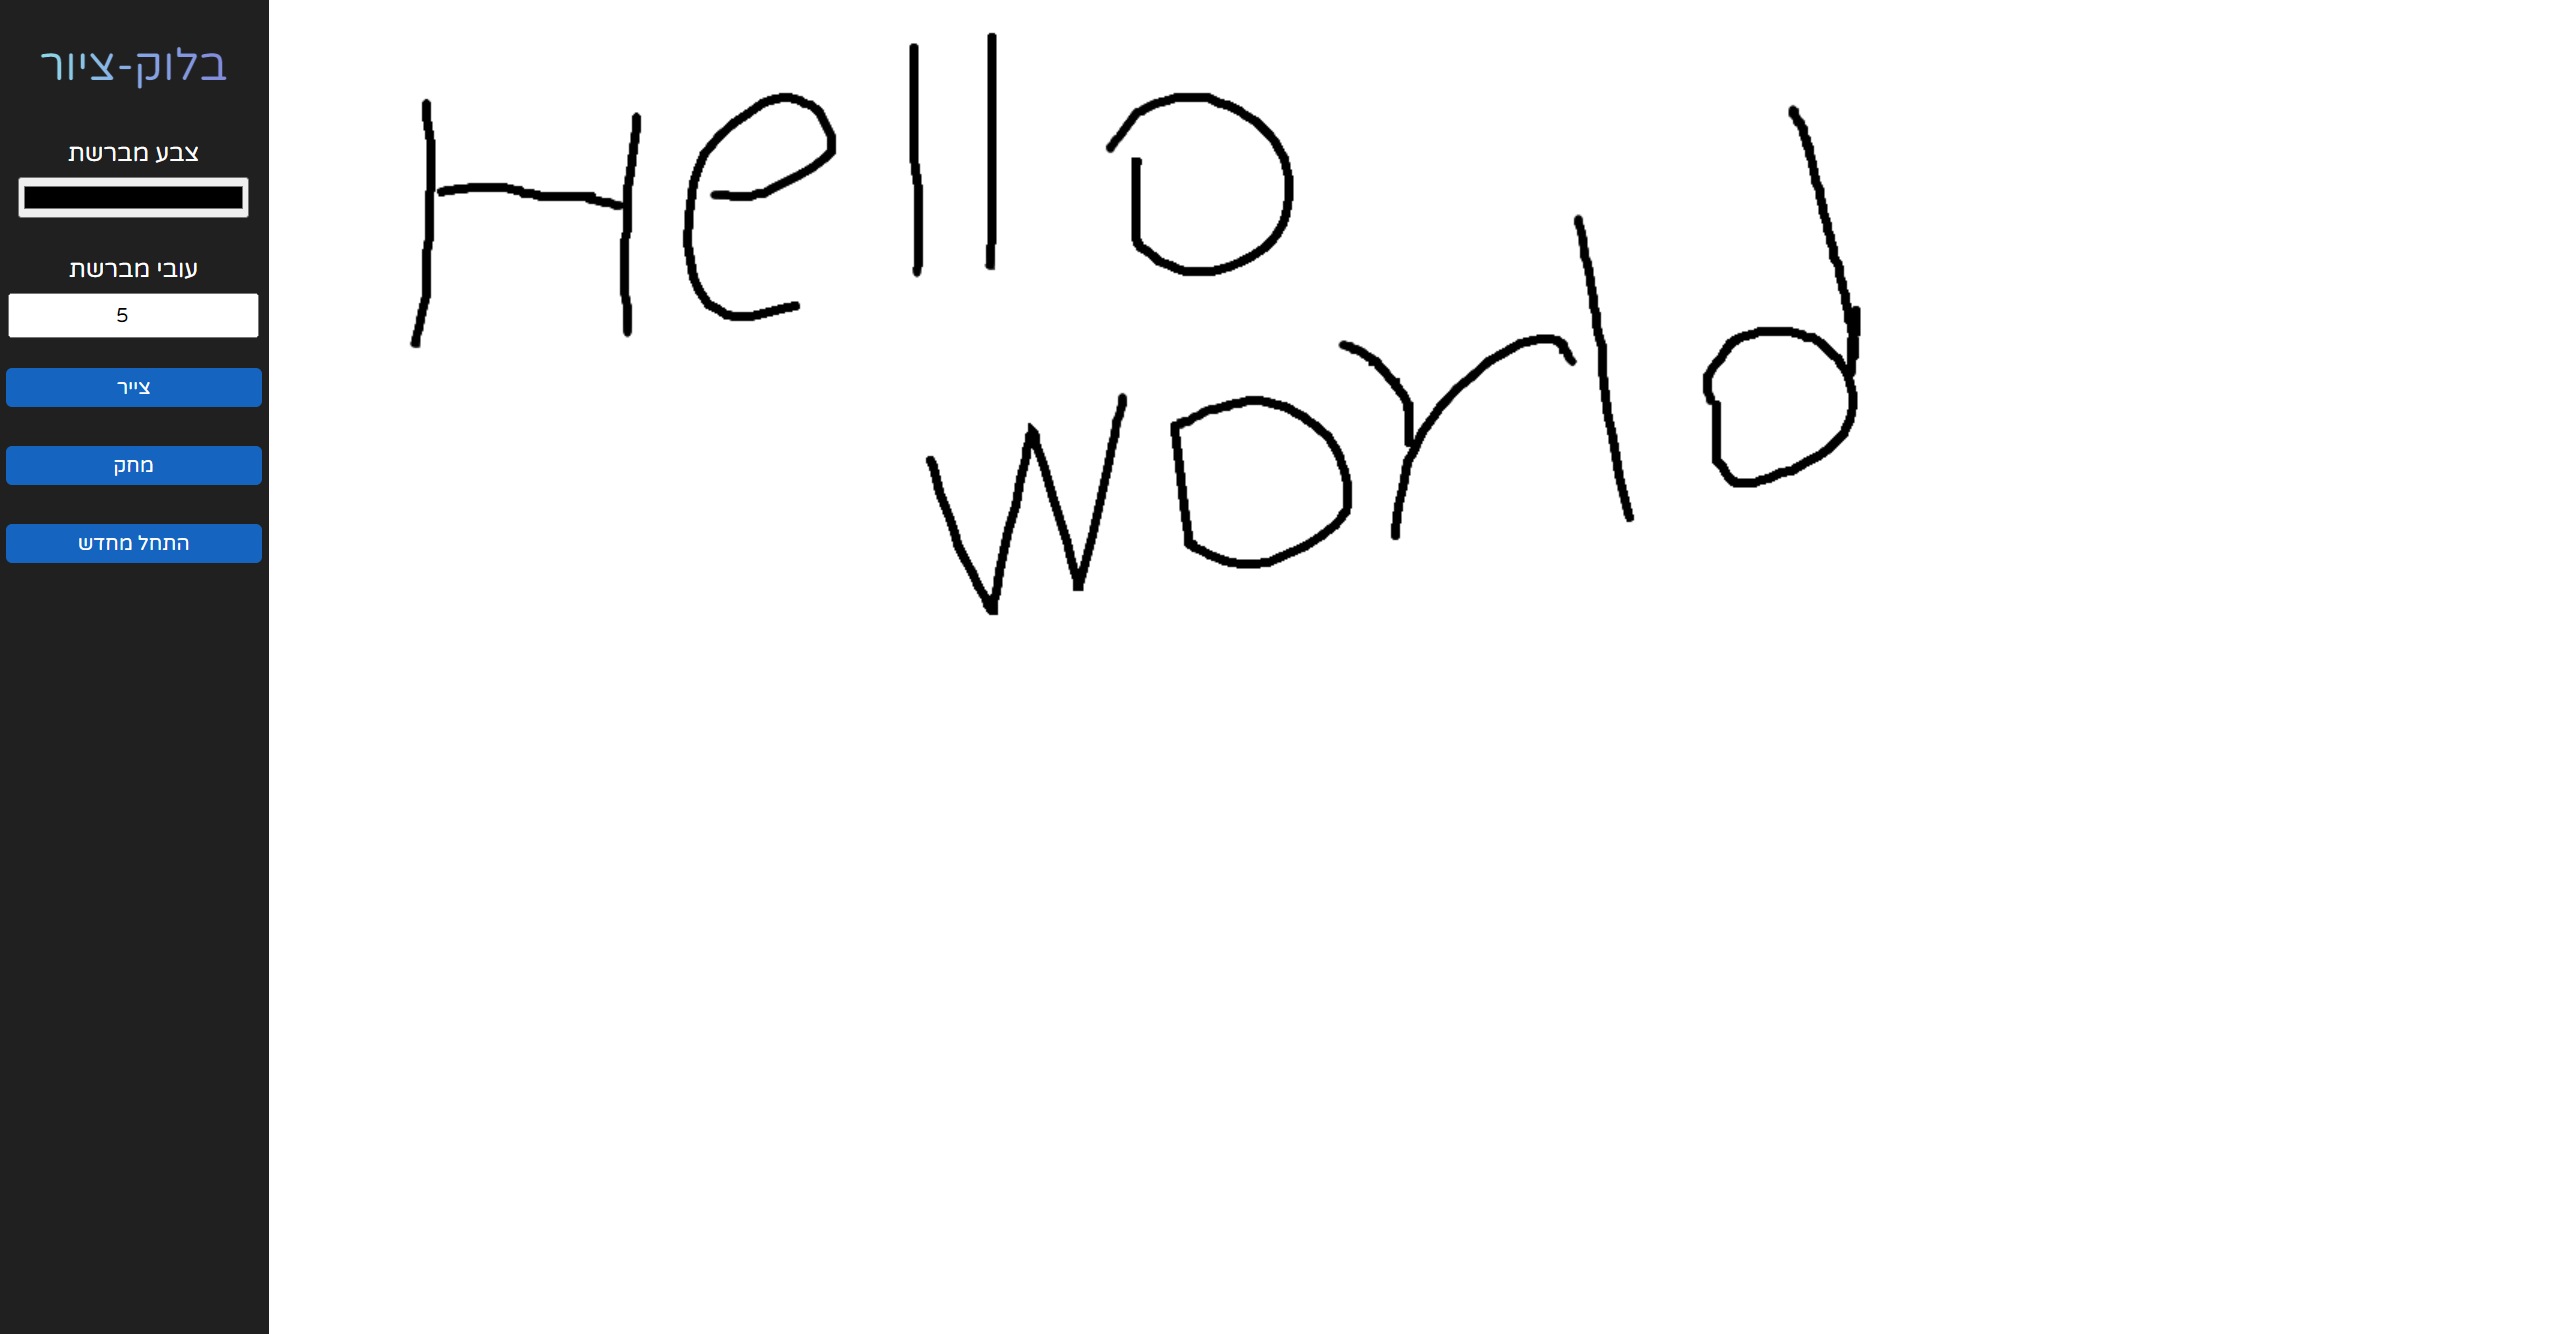 בלוק-ציור
צבע מברשת
עובי מברשת
5
צייר
מחק
התחל מחדש
Hello
world